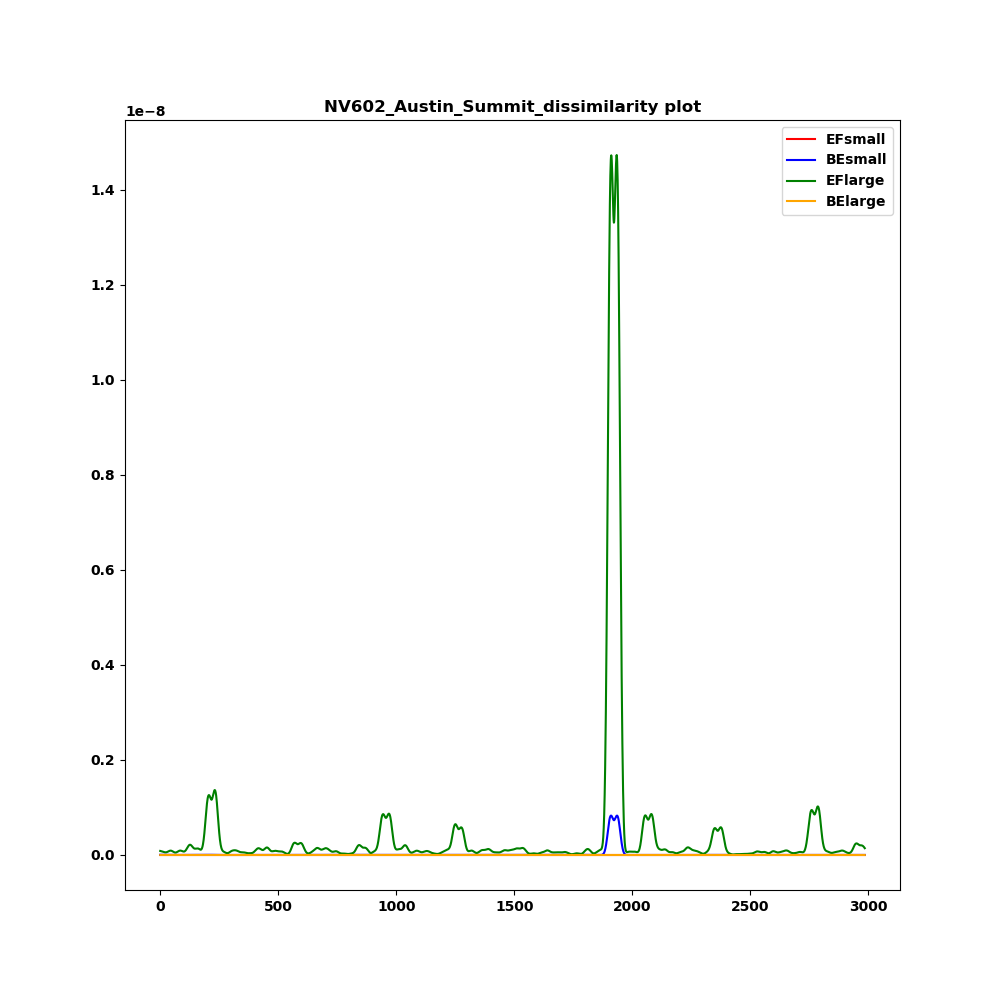 NV602_Austin_Summit_dissimilarity plot
1e−8
EFsmall
BEsmall
EFlarge
BElarge
1.4
1.2
1.0
0.8
0.6
0.4
0.2
0.0
0 500 1000 1500 2000 2500 3000